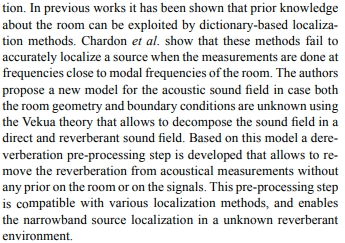 tion. In previous works it has been shown that prior knowledge
about the room can be exploited by dictionary-based localiza-
tion methods. Chardon et al. show that these methods fail to
accurately localize a source when the measurements are done at
frequencies close to modal frequencies of the room. The authors
propose a new model for the acoustic sound field in case both
the room geometry and boundary conditions are unknown using
the Vekua theory that allows to decompose the sound field in a
direct and reverberant sound field. Based on this model a dere-
verberation pre-processing step is developed that allows to re-
move the reverberation from acoustical measurements without
any prior on the room or on the signals. This pre-processing step
is compatible with various localization methods, and enables
the narrowband source localization in a unknown reverberant
environment.